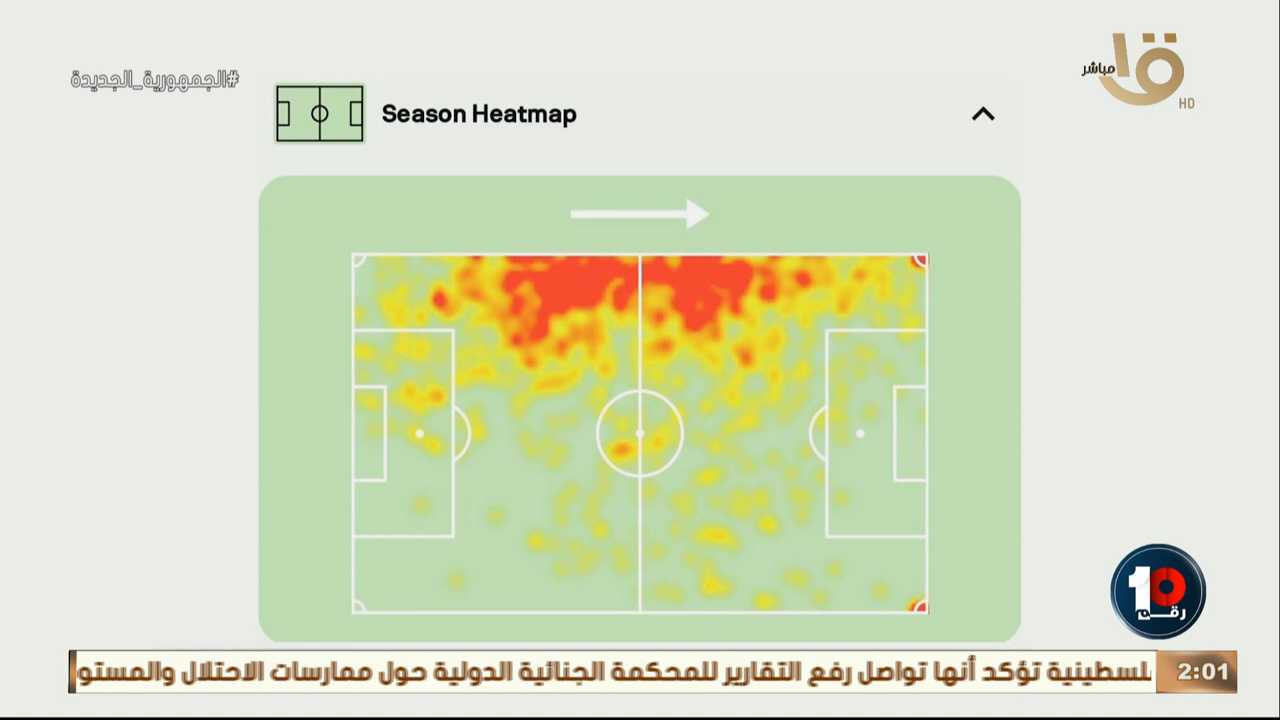 #الجمهورية_الجديدة
مباشر
HD
Season Heatmap
رقم 10
لسطينية تؤكد أنها تواصل رفع التقارير للمحكمة الجنائية الدولية حول ممارسات الاحتلال والمستو
2:01